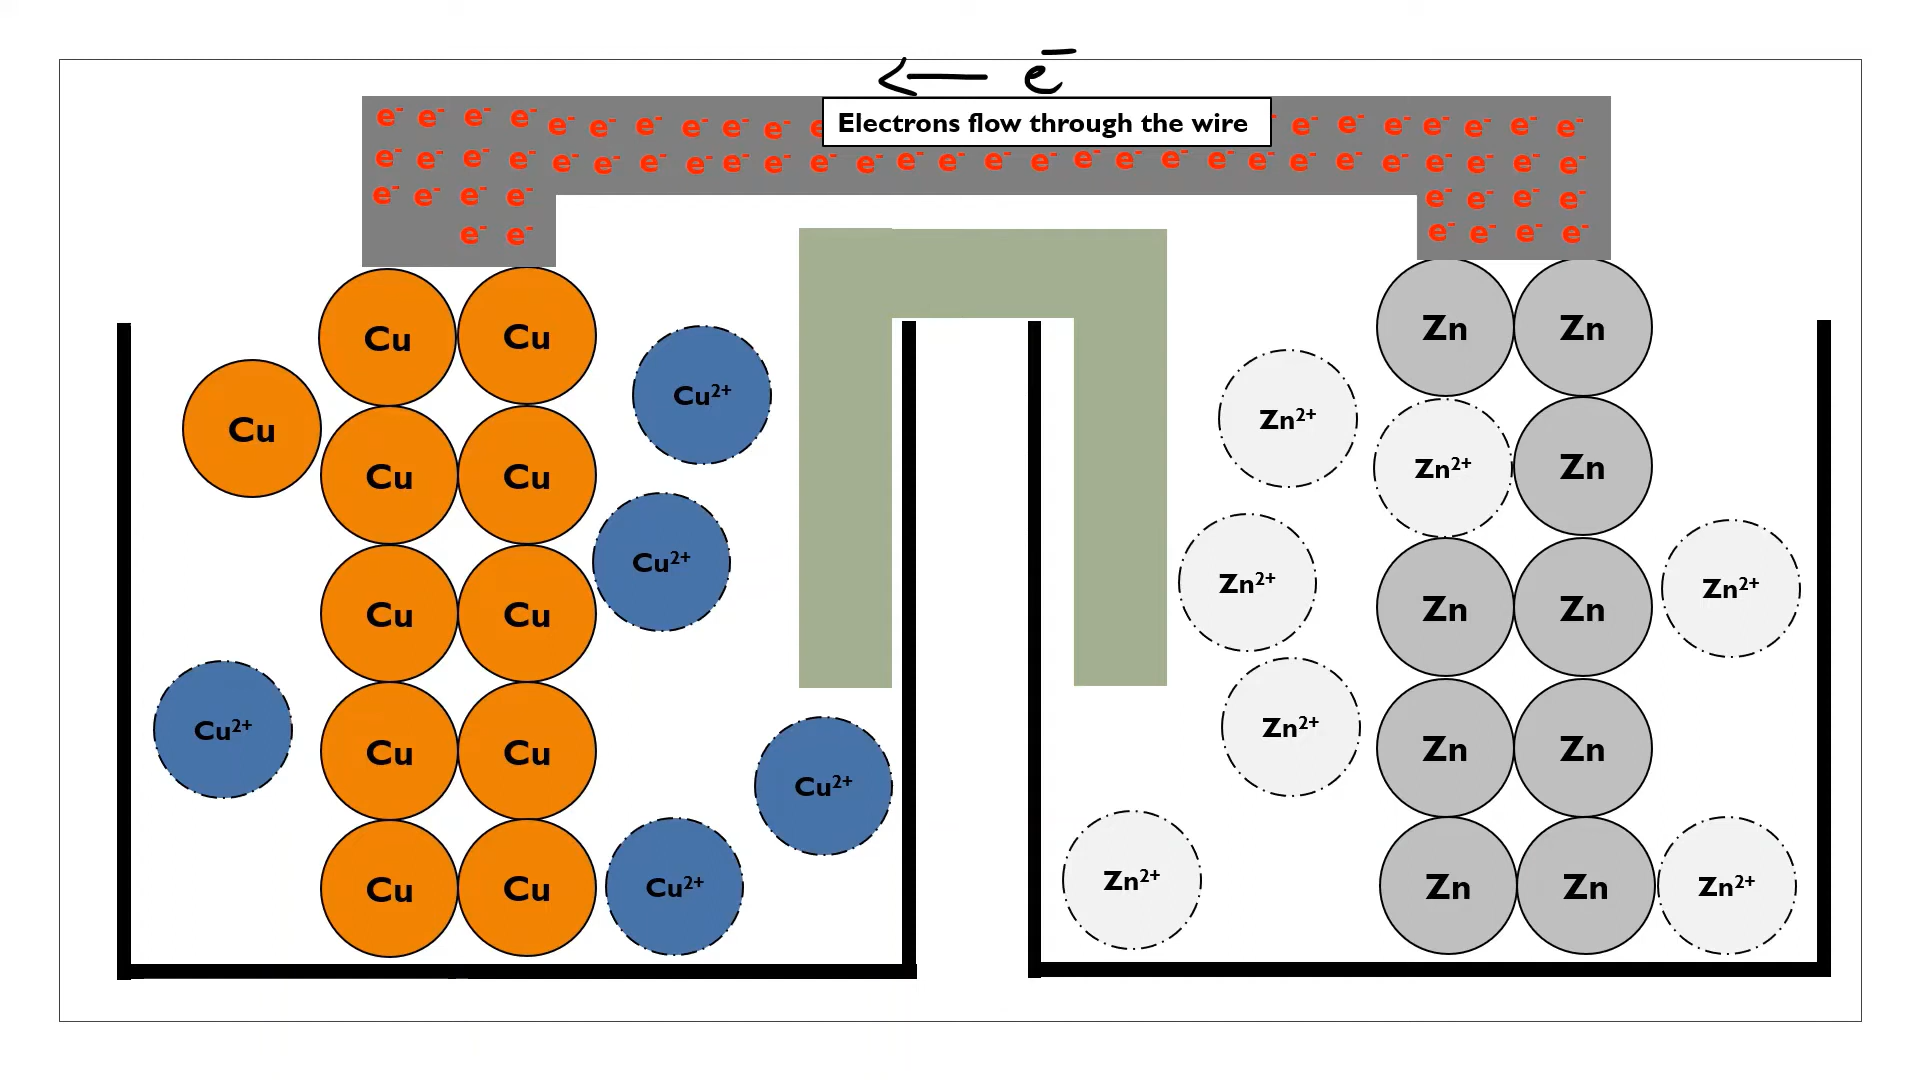 e⁻
e⁻ e⁻ e⁻ e⁻ e⁻ e⁻ e⁻ e⁻ e⁻ e⁻ e
Electrons flow through the wire
e⁻ e⁻ e⁻ e⁻ e⁻ e⁻ e⁻
e⁻ e⁻ e⁻ e⁻ e⁻ e⁻ e⁻ e⁻ e⁻ e⁻ e⁻ e⁻ e⁻ e⁻ e⁻ e⁻ e⁻ e⁻ e⁻ e⁻ e⁻ e⁻ e⁻ e⁻ e⁻ e⁻ e⁻ e⁻
e⁻ e⁻ e⁻ e⁻
e⁻ e⁻
e⁻ e⁻ e⁻ e⁻
e⁻ e⁻ e⁻ e⁻
Cu Cu
Cu²⁺
Cu
Cu Cu
Cu²⁺
Cu Cu
Cu²⁺
Cu Cu
Cu²⁺
Cu Cu
Cu²⁺
Zn Zn
Zn²⁺
Zn²⁺ Zn
Zn²⁺
Zn Zn
Zn²⁺
Zn²⁺
Zn Zn
Zn²⁺
Zn Zn
Zn²⁺